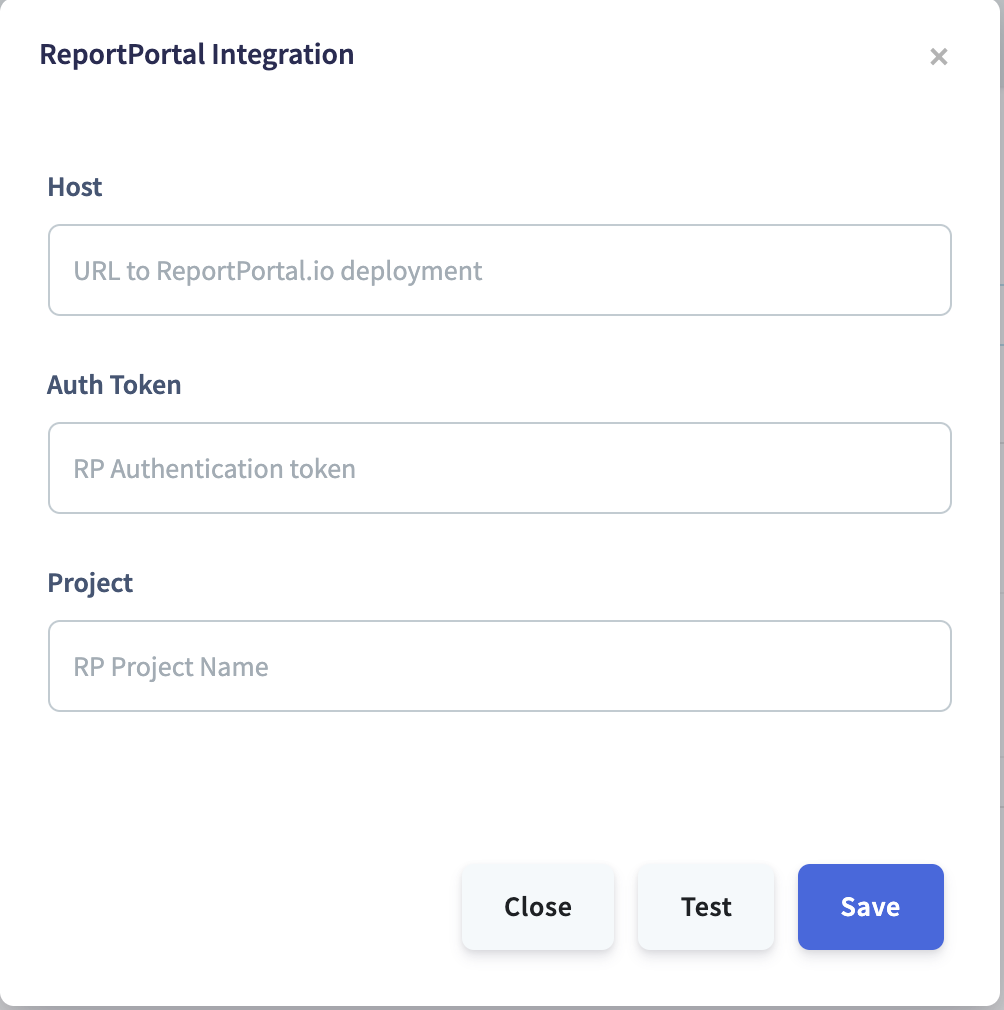 ReportPortal Integration
×
Host
URL to ReportPortal.io deployment
Auth Token
RP Authentication token
Project
RP Project Name
Close Test Save